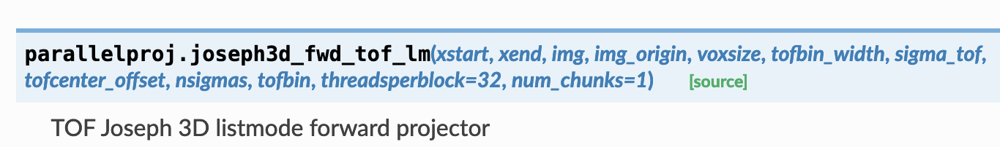 parallelproj.joseph3d_fwd_tof_lm(xstart, xend, img, img_origin, voxsize, tofbin_width, sigma_tof,
tofcenter_offset, nsigmas, tofbin, threadsperblock=32, num_chunks=1) [source]
TOF Joseph 3D listmode forward projector